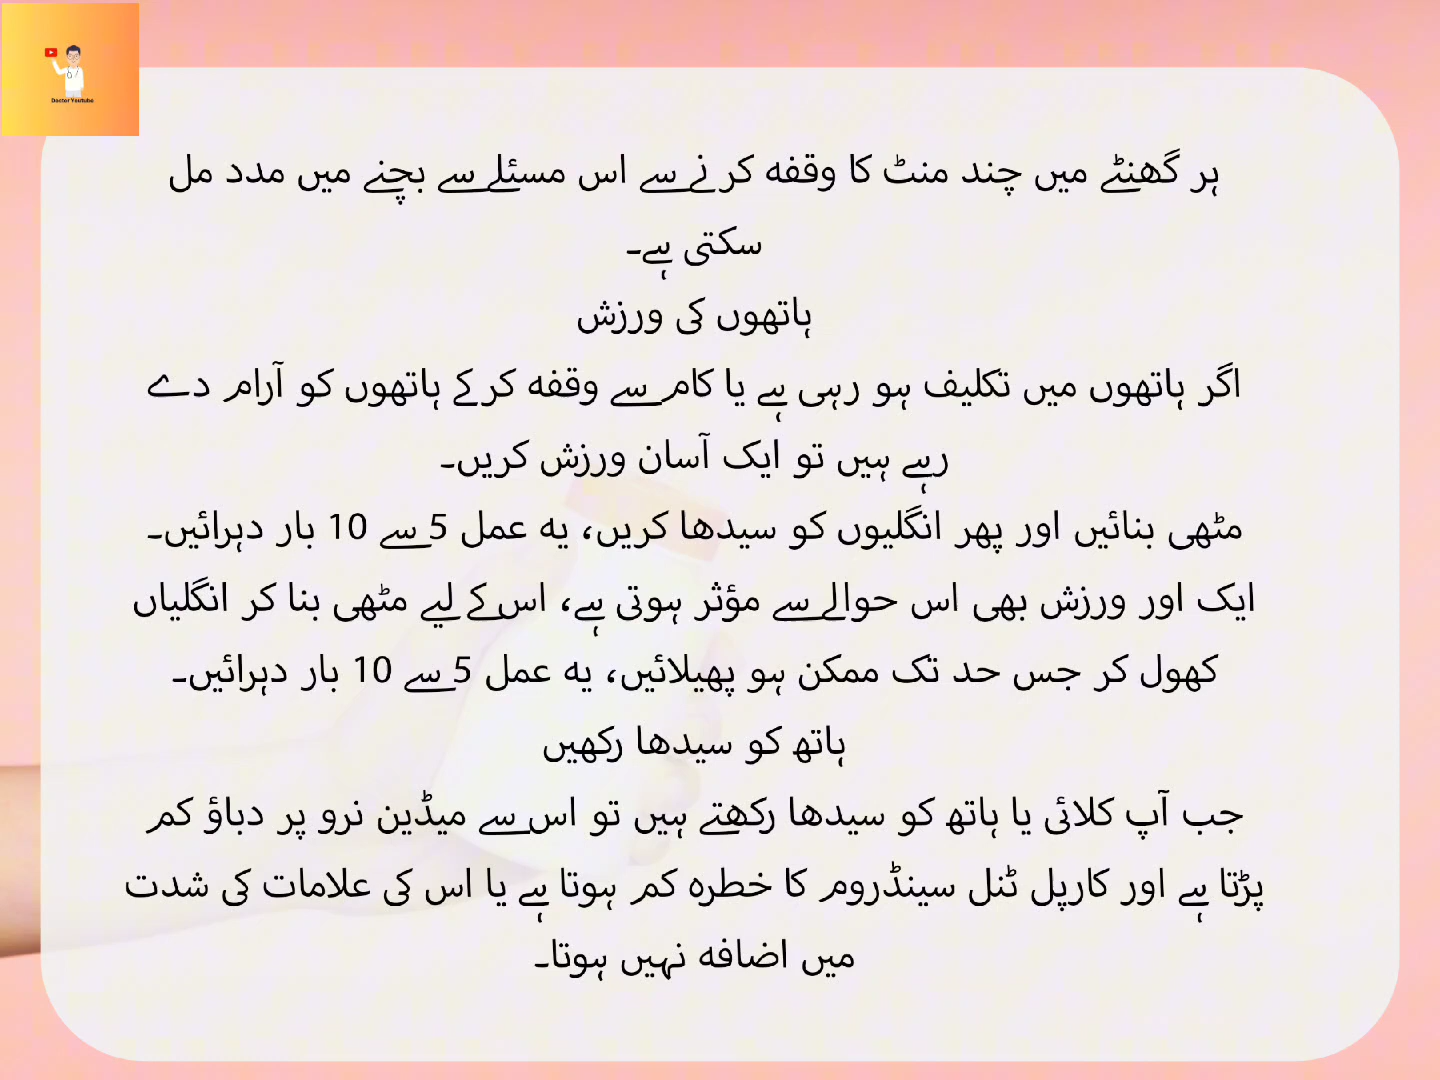 Doctor Youtube
ہر گھنٹے میں چند منٹ کا وقفہ کرنے سے اس مسئلے سے بچنے میں مدد مل
سکتی ہے۔
ہاتھوں کی ورزش
اگر ہاتھوں میں تکلیف ہو رہی ہے یا کام سے وقفہ کرکے ہاتھوں کو آرام دے
رہے ہیں تو ایک آسان ورزش کریں۔
مٹھی بنائیں اور پھر انگلیوں کو سیدھا کریں، یہ عمل 5 سے 10 بار دہرائیں۔
ایک اور ورزش بھی اس حوالے سے مؤثر ہوتی ہے، اس کے لیے مٹھی بنا کر انگلیاں
کھول کر جس حد تک ممکن ہو پھیلائیں، یہ عمل 5 سے 10 بار دہرائیں۔
ہاتھ کو سیدھا رکھیں
جب آپ کلائی یا ہاتھ کو سیدھا رکھتے ہیں تو اس سے میڈین نرو پر دباؤ کم
پڑتا ہے اور کارپل ٹنل سینڈروم کا خطرہ کم ہوتا ہے یا اس کی علامات کی شدت
میں اضافہ نہیں ہوتا۔